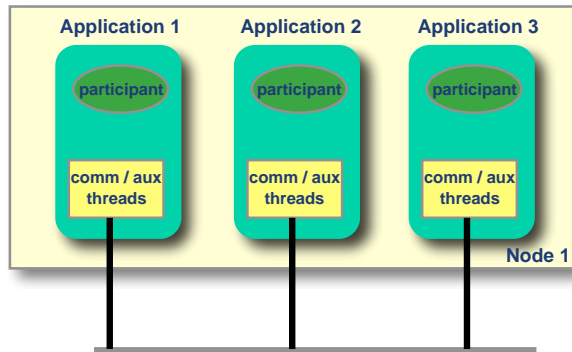 Application 1 Application 2 Application 3
participant participant participant
comm / aux comm / aux comm / aux
threads threads threads
Node 1